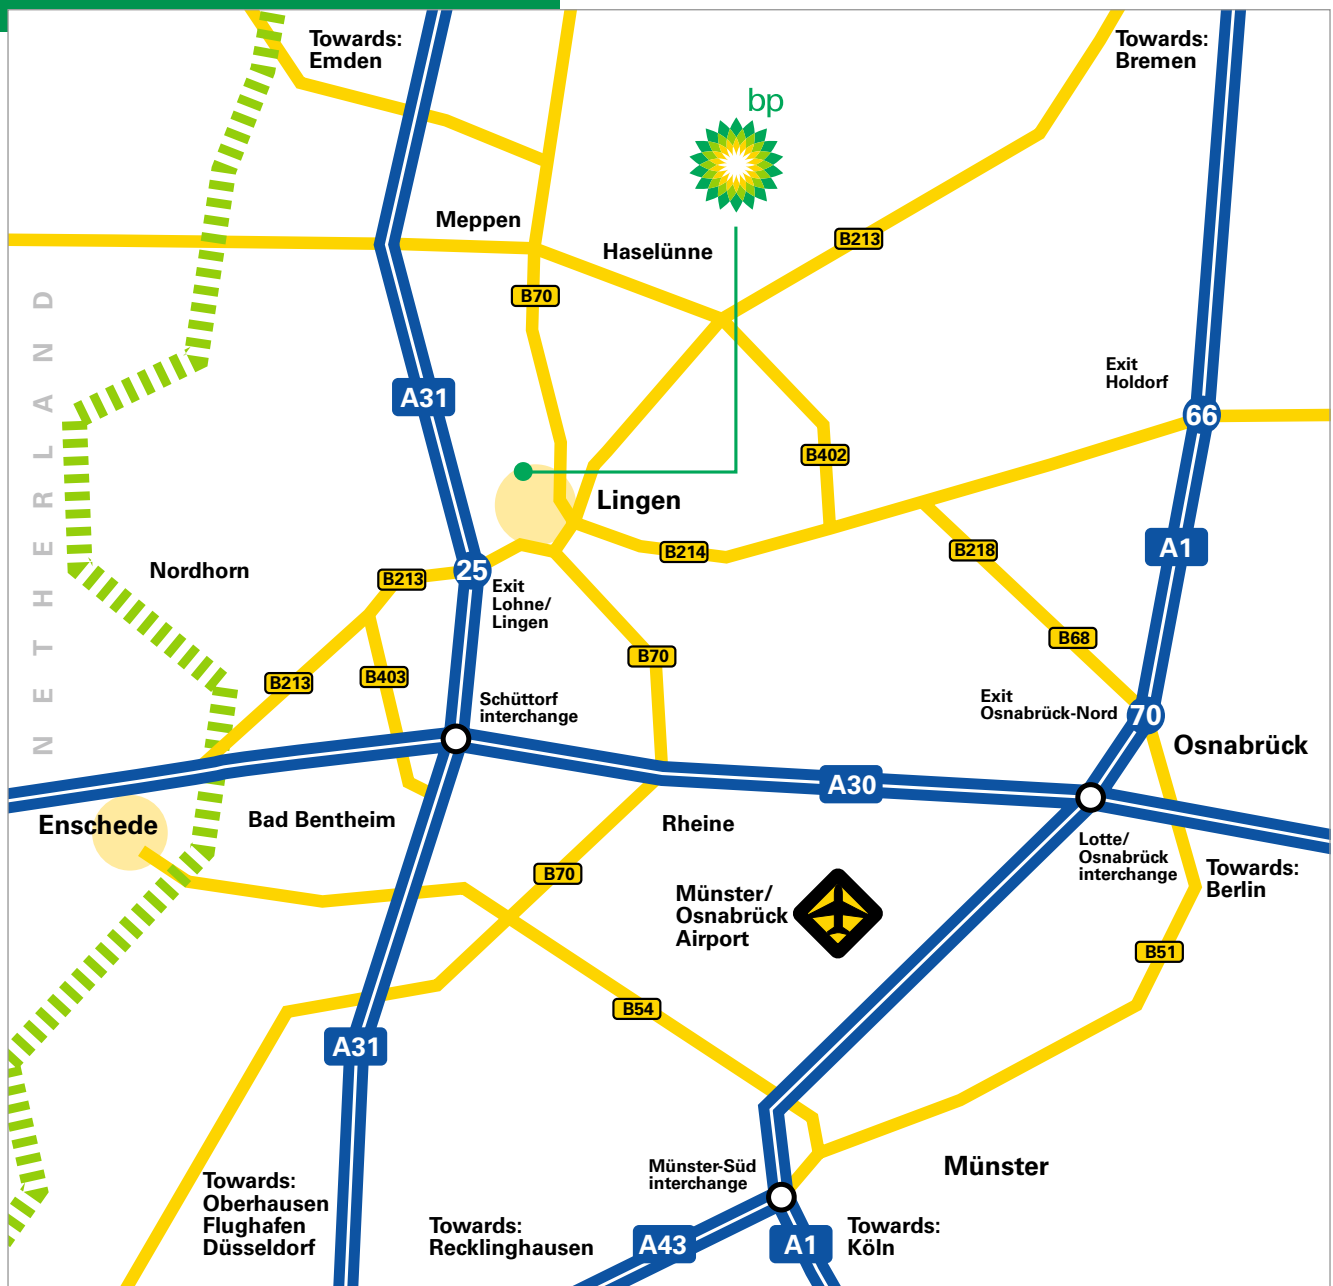 Towards:
Emden
Towards:
Bremen
bp
Meppen
Haselünne
B213
B70
NETHERLAND
Exit
Holdorf
A31
66
B402
Lingen
A1
B214
B218
Nordhorn
B213
25
Exit
Lohne/
Lingen
B68
B70
B213
B403
Schüttorf
interchange
Exit
Osnabrück-Nord
70
Osnabrück
A30
Enschede
Bad Bentheim
Rheine
Lotte/
Osnabrück
interchange
Towards:
Berlin
B70
Münster/
Osnabrück
Airport
B51
B54
A31
Münster-Süd
interchange
Münster
Towards:
Oberhausen
Flughafen
Düsseldorf
Towards:
Recklinghausen
A43
A1
Towards:
Köln